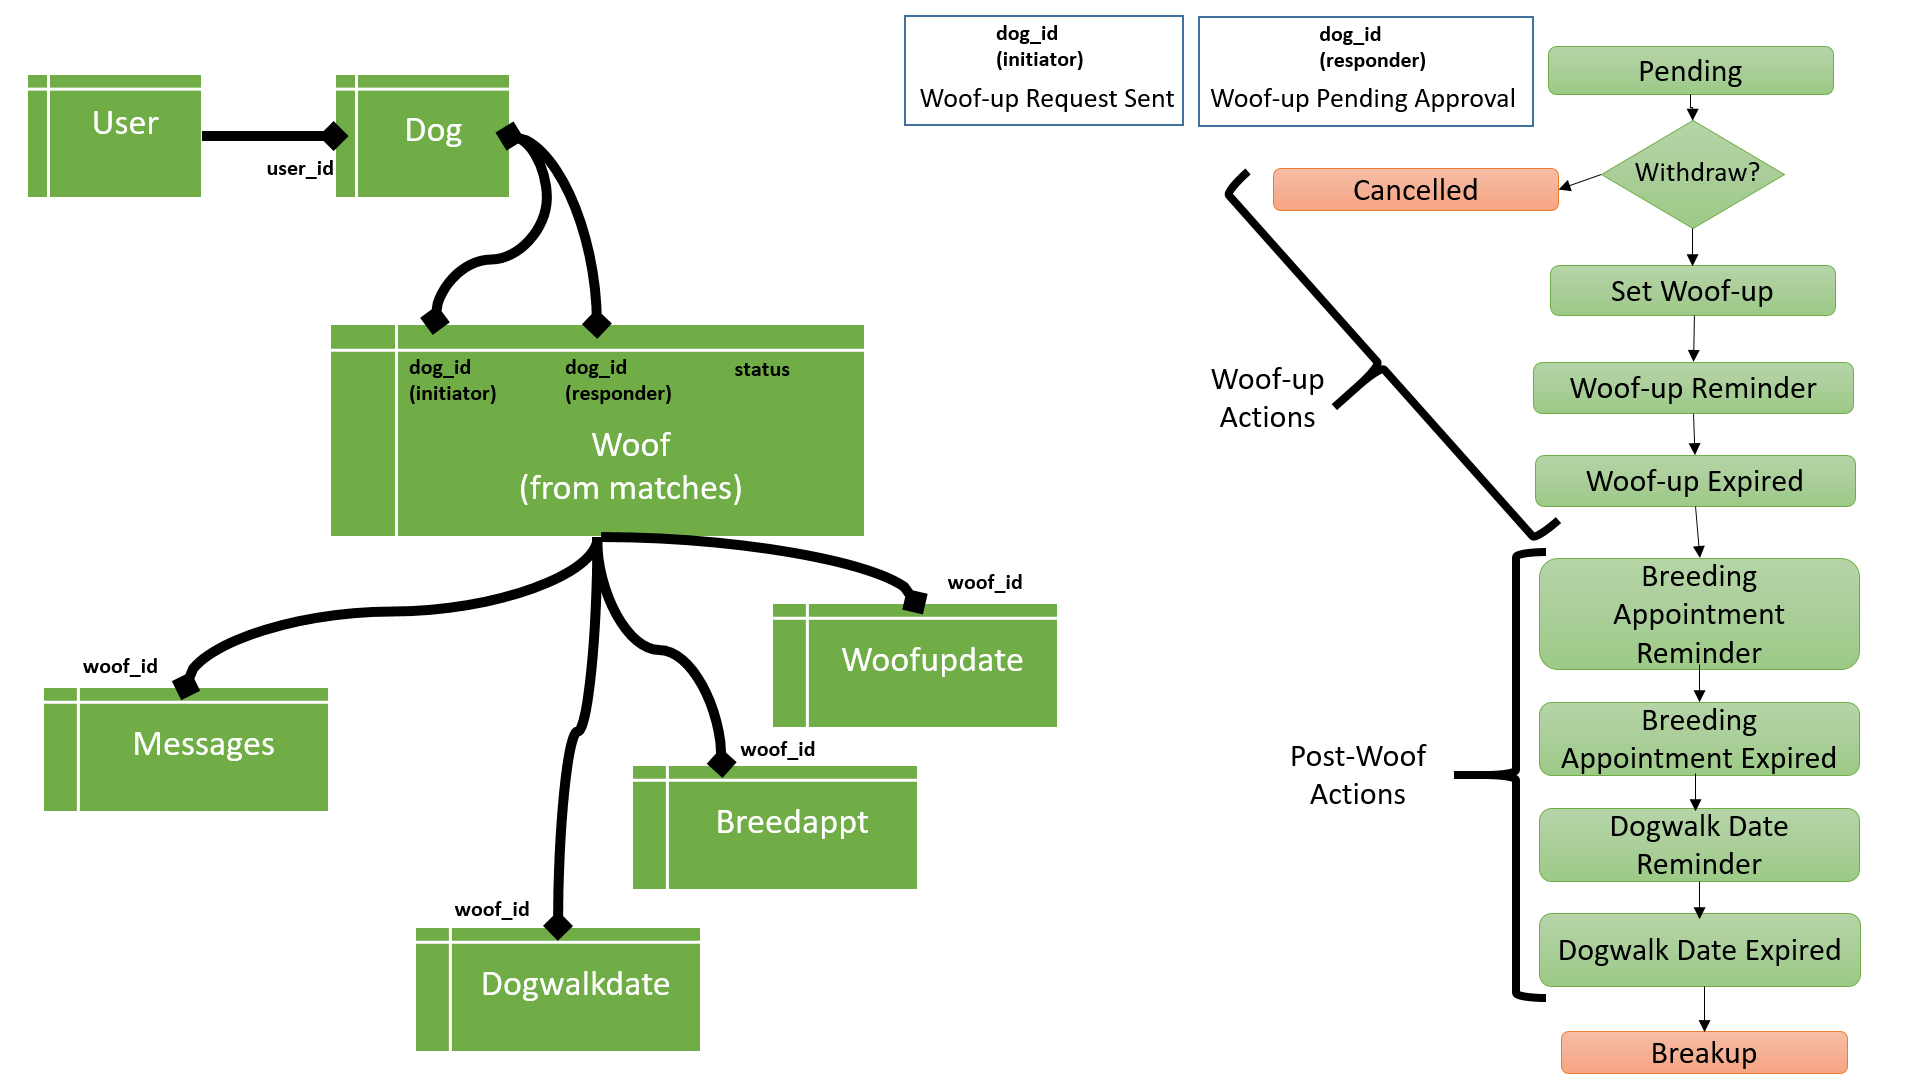 User
user_id
Dog
dog_id
(initiator)
dog_id
(responder)
status
Woof
(from matches)
woof_id
Messages
woof_id
Dogwalkdate
woof_id
Breedappt
woof_id
Woofupdate
dog_id
(initiator)
Woof-up Request Sent
dog_id
(responder)
Woof-up Pending Approval
Pending
Withdraw?
Cancelled
Set Woof-up
Woof-up Reminder
Woof-up Expired
Woof-up
Actions
Breeding
Appointment
Reminder
Breeding
Appointment Expired
Dogwalk Date
Reminder
Dogwalk Date Expired
Post-Woof
Actions
Breakup